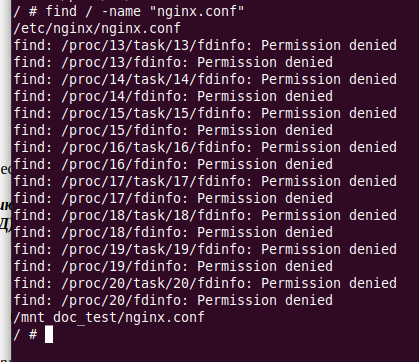 / # find / -name "nginx.conf"
/etc/nginx/nginx.conf
find: /proc/13/task/13/fdinfo: Permission denied
find: /proc/13/fdinfo: Permission denied
find: /proc/14/task/14/fdinfo: Permission denied
find: /proc/14/fdinfo: Permission denied
find: /proc/15/task/15/fdinfo: Permission denied
find: /proc/15/fdinfo: Permission denied
find: /proc/16/task/16/fdinfo: Permission denied
find: /proc/16/fdinfo: Permission denied
find: /proc/17/task/17/fdinfo: Permission denied
find: /proc/17/fdinfo: Permission denied
find: /proc/18/task/18/fdinfo: Permission denied
find: /proc/18/fdinfo: Permission denied
find: /proc/19/task/19/fdinfo: Permission denied
find: /proc/19/fdinfo: Permission denied
find: /proc/20/task/20/fdinfo: Permission denied
find: /proc/20/fdinfo: Permission denied
/mnt_doc_test/nginx.conf
/ #